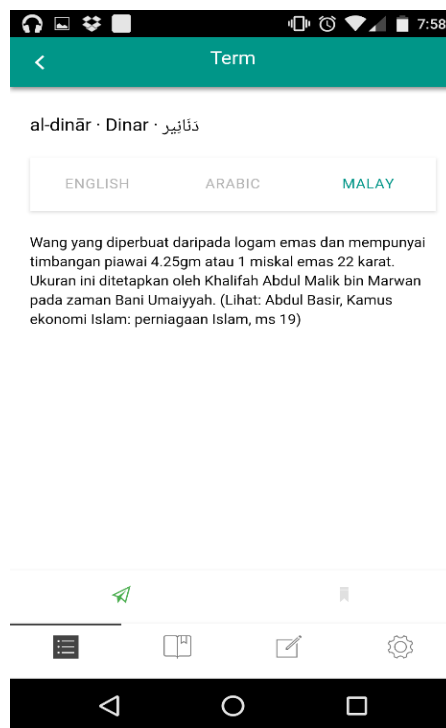 7:58
Term
al-dinār · Dinar · دَنَانِير
ENGLISH ARABIC MALAY
Wang yang diperbuat daripada logam emas dan mempunyai
timbangan piawai 4.25gm atau 1 miskal emas 22 karat.
Ukuran ini ditetapkan oleh Khalifah Abdul Malik bin Marwan
pada zaman Bani Umaiyyah. (Lihat: Abdul Basir, Kamus
ekonomi Islam: perniagaan Islam, ms 19)